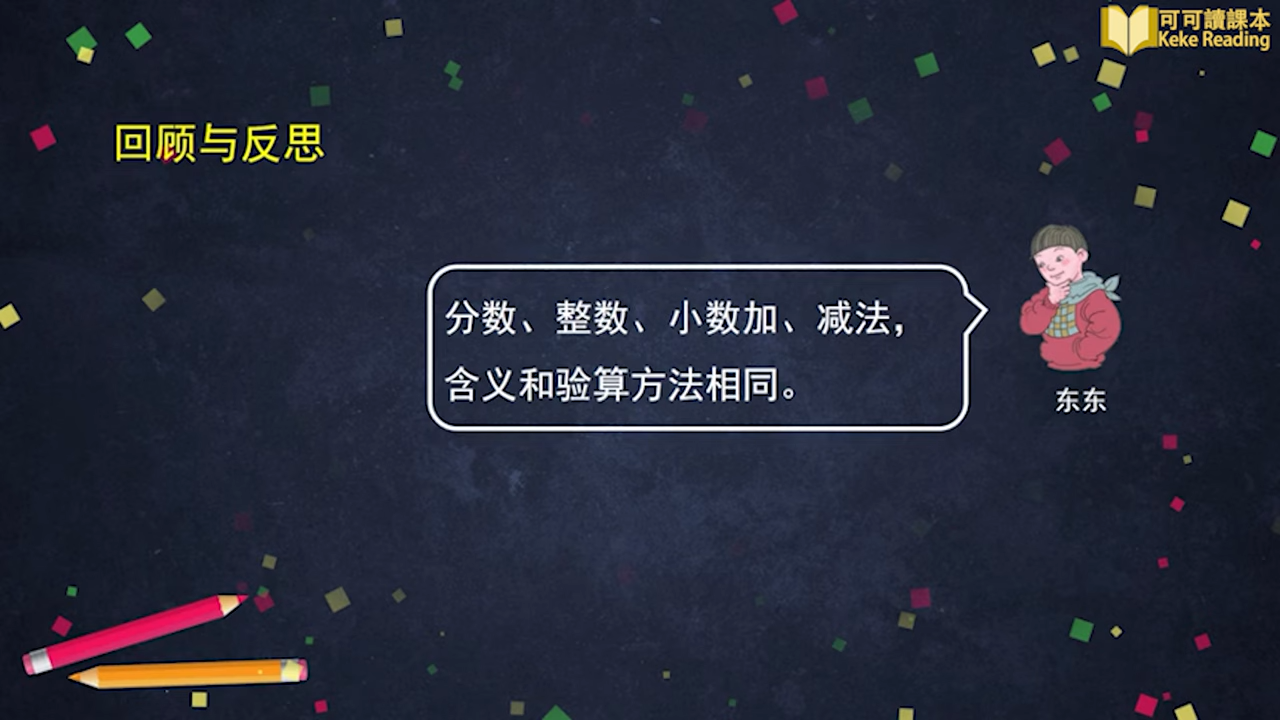 可可讀課本
Keke Reading
回顾与反思
分数、整数、小数加、减法，
含义和验算方法相同。
东东